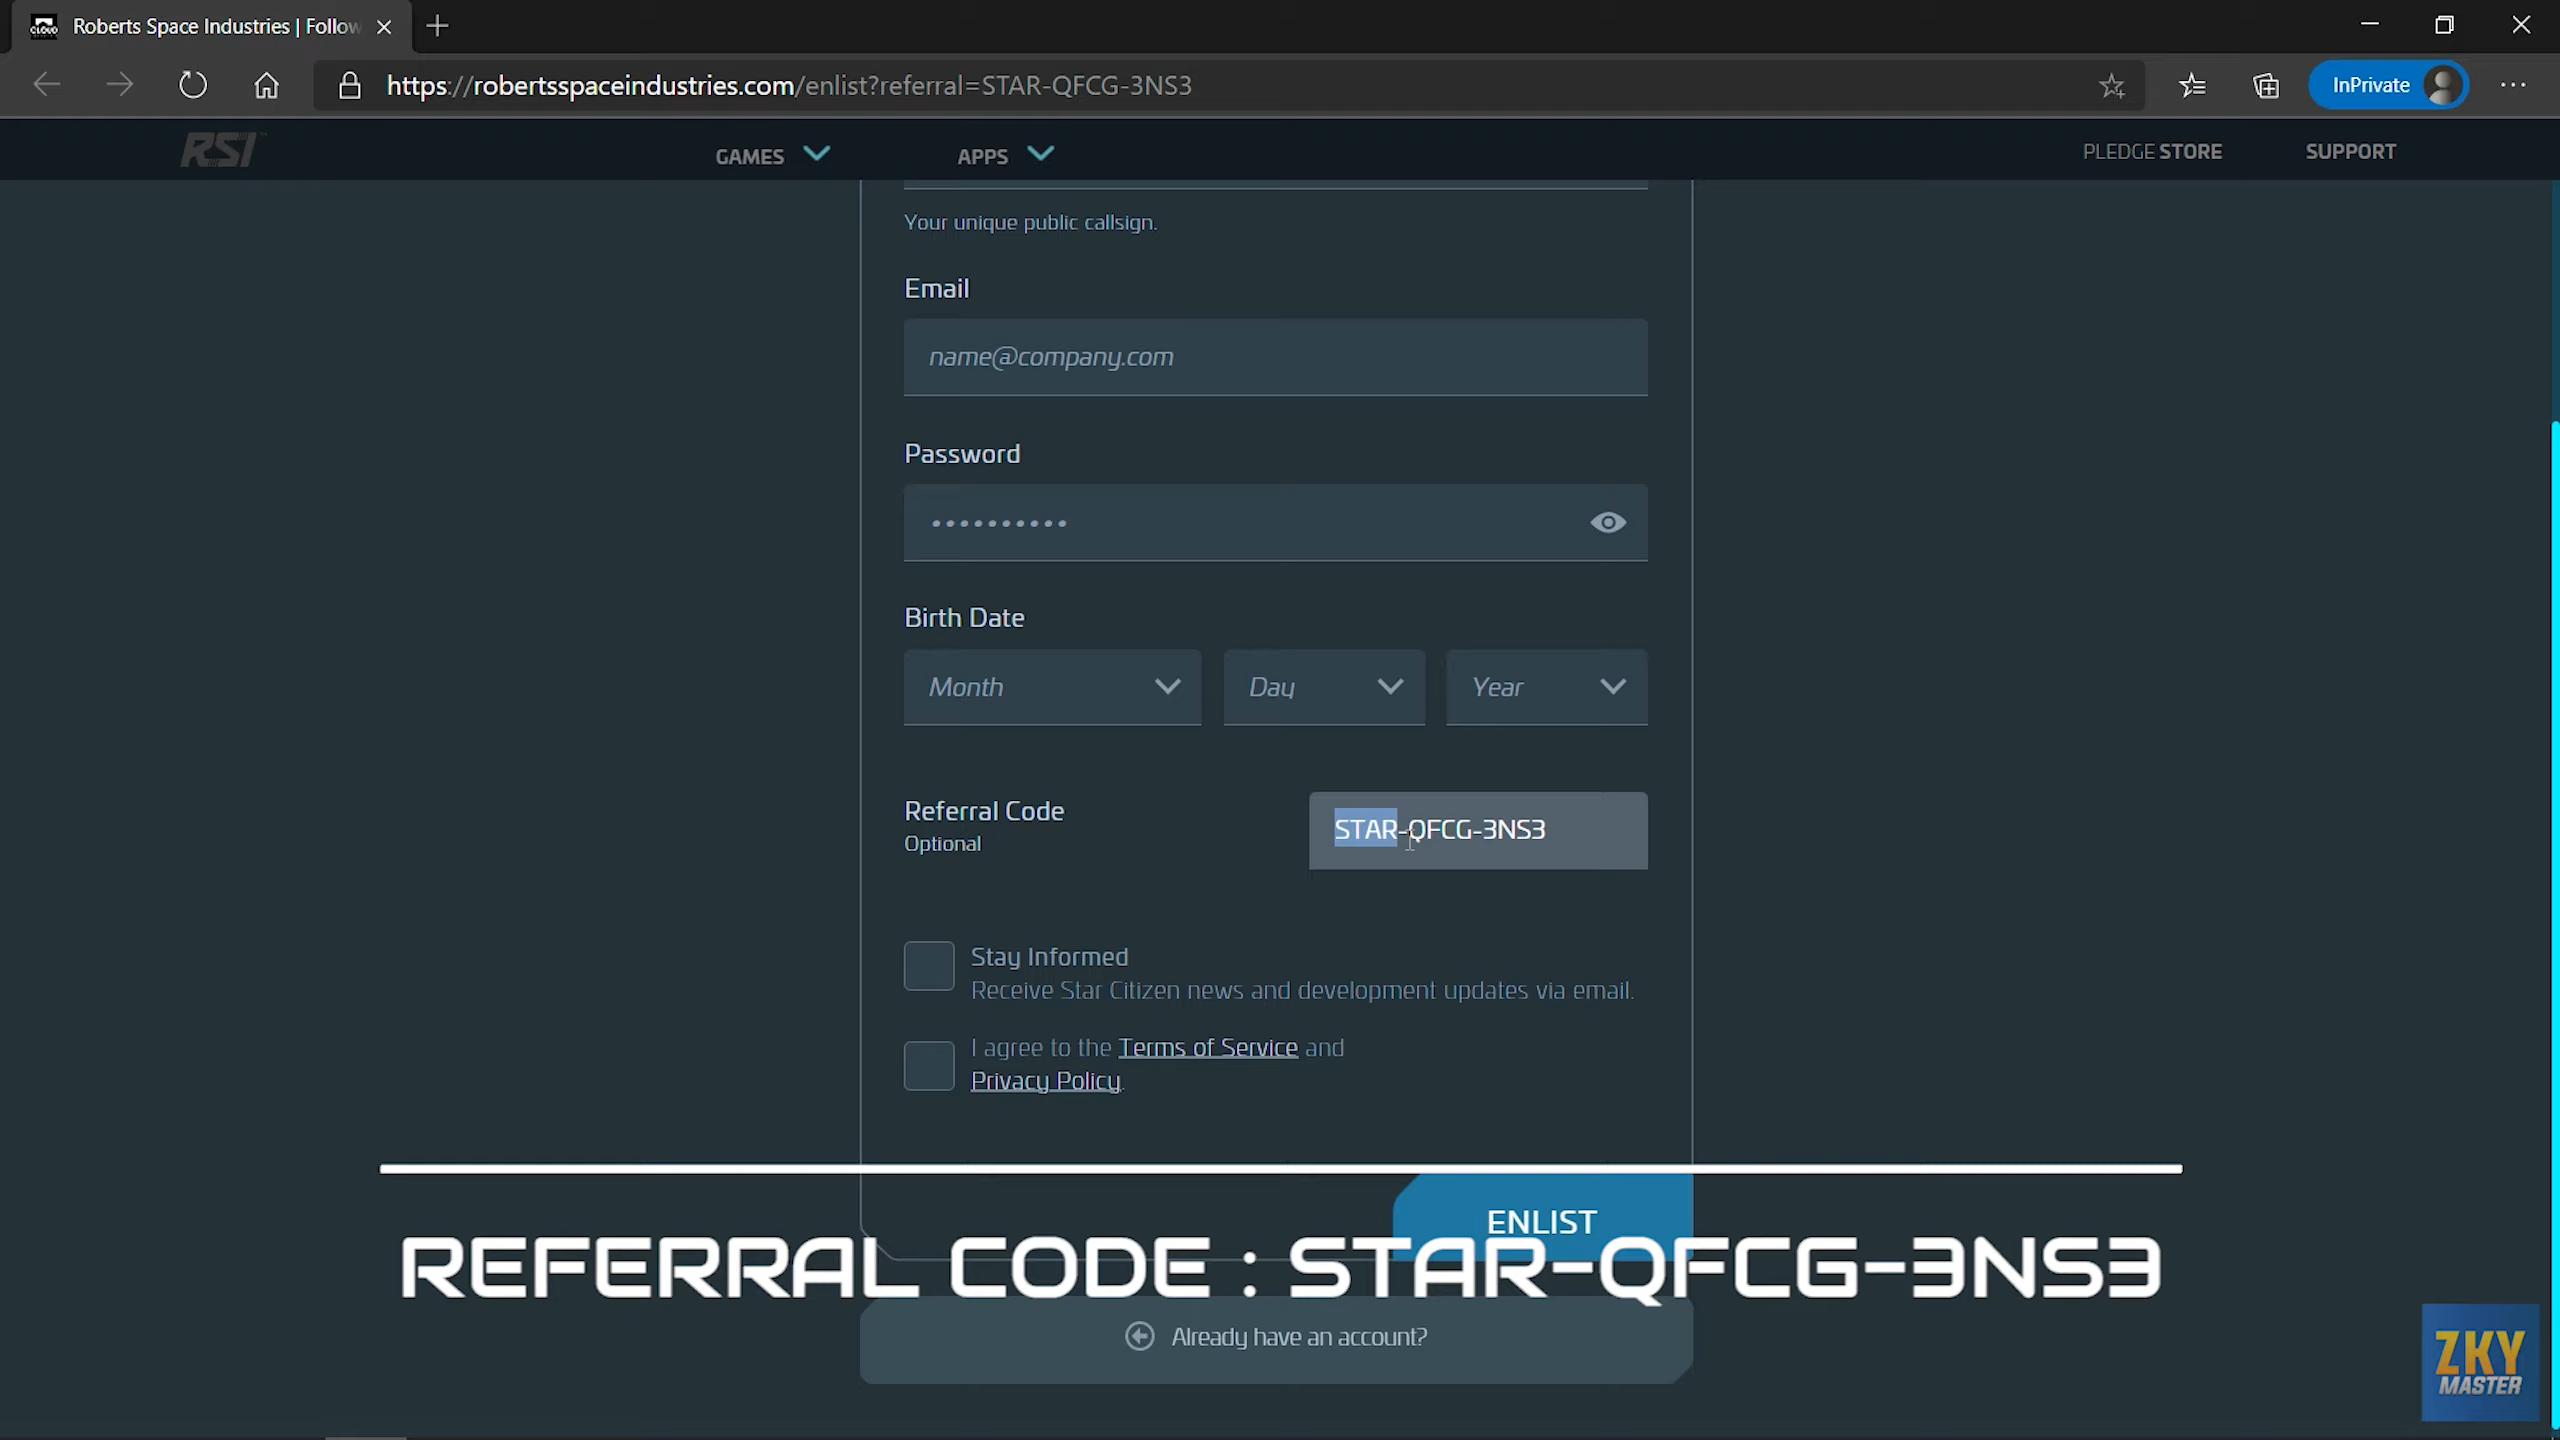 CLOUD
Roberts Space Industries | Follow
https://robertsspaceindustries.com/enlist?referral=STAR-QFCG-3NS3
InPrivate
RSI
GAMES
APPS
PLEDGE STORE
SUPPORT
Your unique public callsign.
Email
name@company.com
Password
Birth Date
Month
Day
Year
Referral Code
Optional
STAR-QFCG-3NS3
Stay Informed
Receive Star Citizen news and development updates via email.
I agree to the Terms of Service and
Privacy Policy.
ENLIST
REFERRAL CODE : STAR-QFCG-3NS3
Already have an account?
ZKY
MASTER